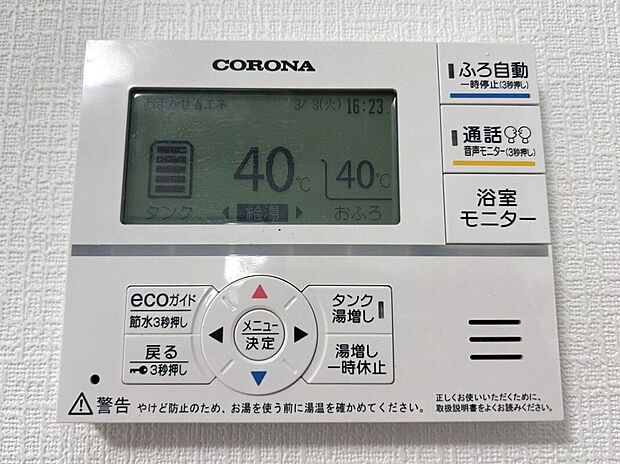 CORONA
おまかせ省エネ 3/ 3(火) 16:23
40℃ 40℃
タンク 給湯 おふろ
ふろ自動
一時停止(3秒押し)
通話
音声モニター(3秒押し)
浴室
モニター
ecoガイド
節水3秒押し
戻る
3秒押し
メニュー
決定
タンク
湯増し
湯増し
一時休止
警告 やけど防止のため、お湯を使う前に湯温を確かめてください。
正しくお使いいただくために、
取扱説明書をよくお読みください。